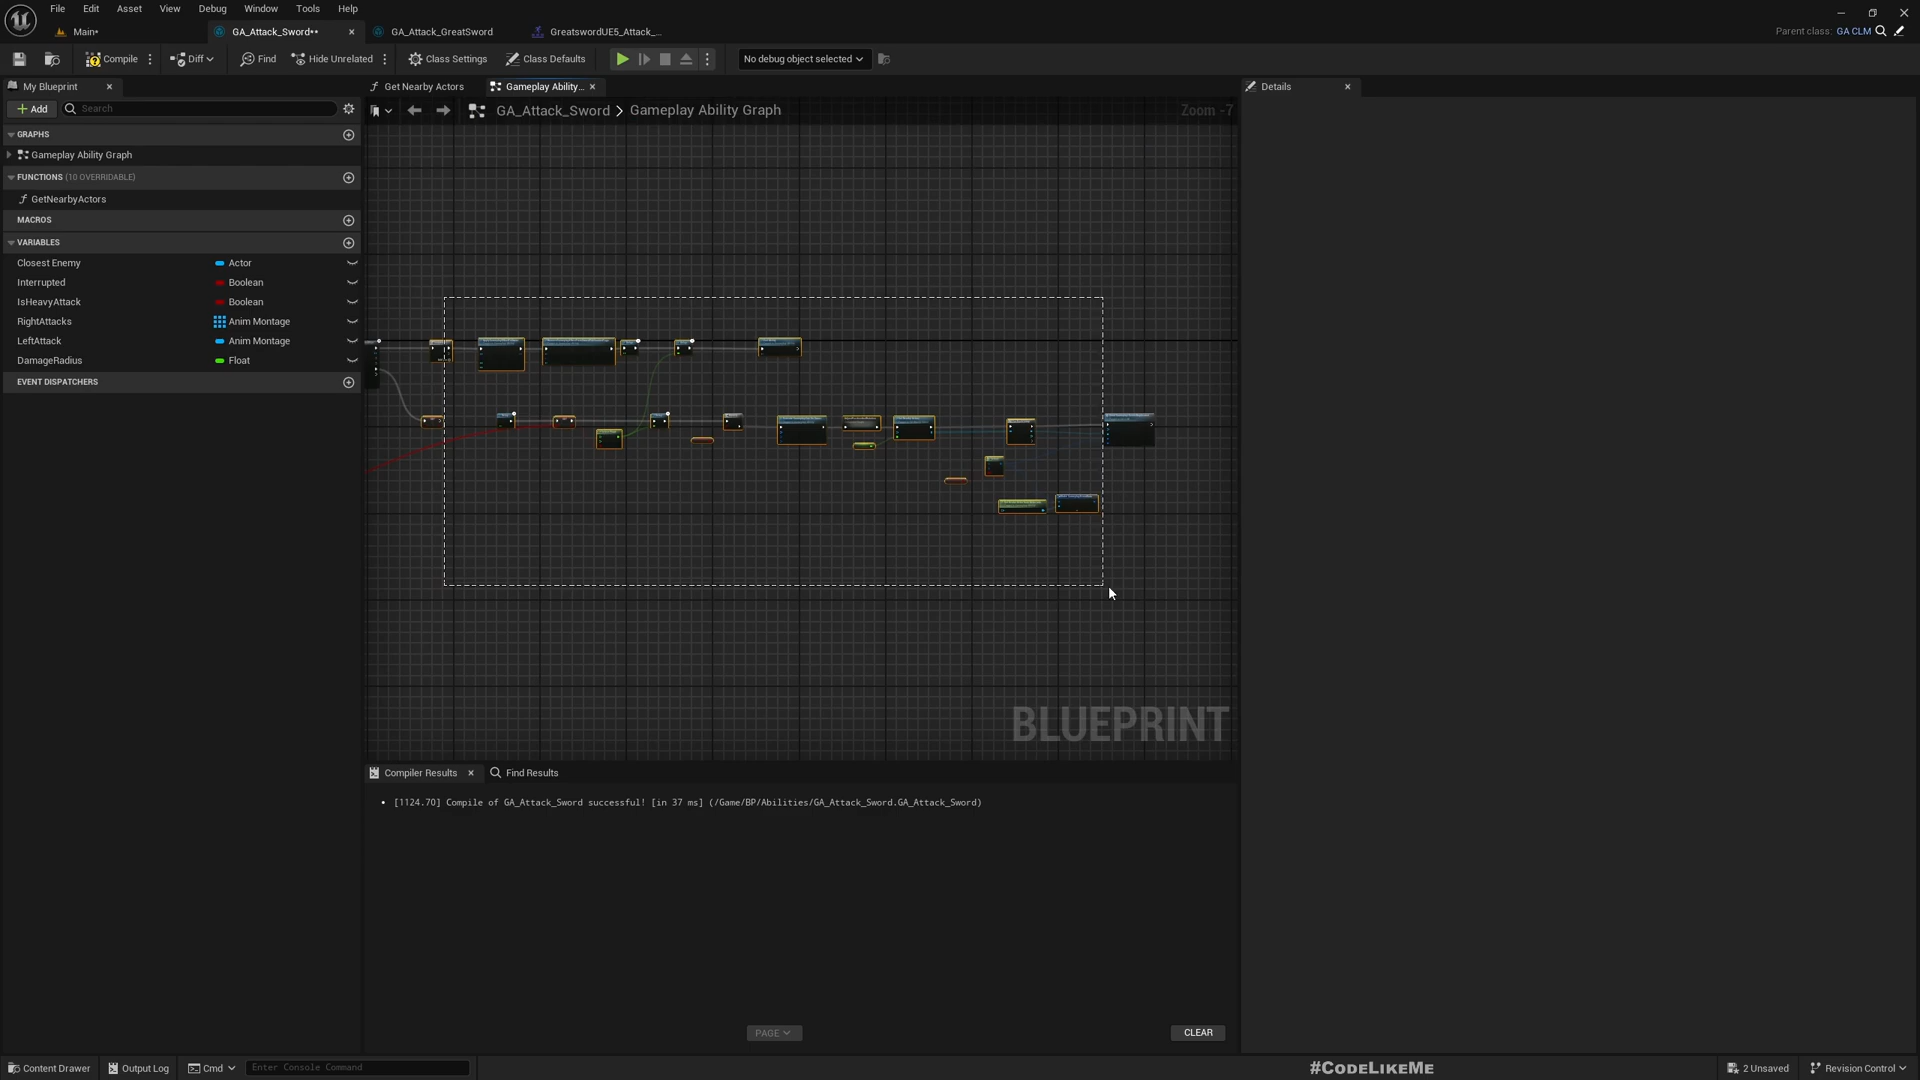 File Edit Asset View Debug Window Tools Help
Main*
GA_Attack_Sword**
GA_Attack_GreatSword
GreatswordUE5_Attack_...
Parent class: GA CLM
Compile
Diff
Find
Hide Unrelated
Class Settings
Class Defaults
No debug object selected
My Blueprint
Get Nearby Actors
Gameplay Ability...
Details
Add
Search
GA_Attack_Sword > Gameplay Ability Graph
Zoom -7
GRAPHS
Gameplay Ability Graph
FUNCTIONS (10 OVERRIDABLE)
GetNearbyActors
MACROS
VARIABLES
Closest Enemy Actor
Interrupted Boolean
IsHeavyAttack Boolean
RightAttacks Anim Montage
LeftAttack Anim Montage
DamageRadius Float
EVENT DISPATCHERS
BLUEPRINT
Compiler Results
Find Results
• [1124.70] Compile of GA_Attack_Sword successful! [in 37 ms] (/Game/BP/Abilities/GA_Attack_Sword.GA_Attack_Sword)
PAGE
CLEAR
Content Drawer
Output Log
Cmd
Enter Console Command
#CODELIKEME
2 Unsaved
Revision Control